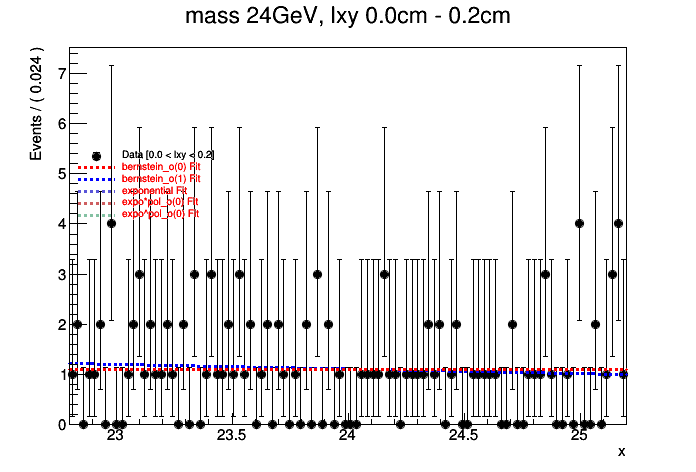 mass 24GeV, lxy 0.0cm - 0.2cm
Events / ( 0.024 )
7
6
5
4
3
2
1
0
Data [0.0 < lxy < 0.2]
bernstein_o(0) Fit
bernstein_o(1) Fit
exponential Fit
expo*pol_o(0) Fit
expo*pol_o(0) Fit
23
23.5
24
24.5
25
x